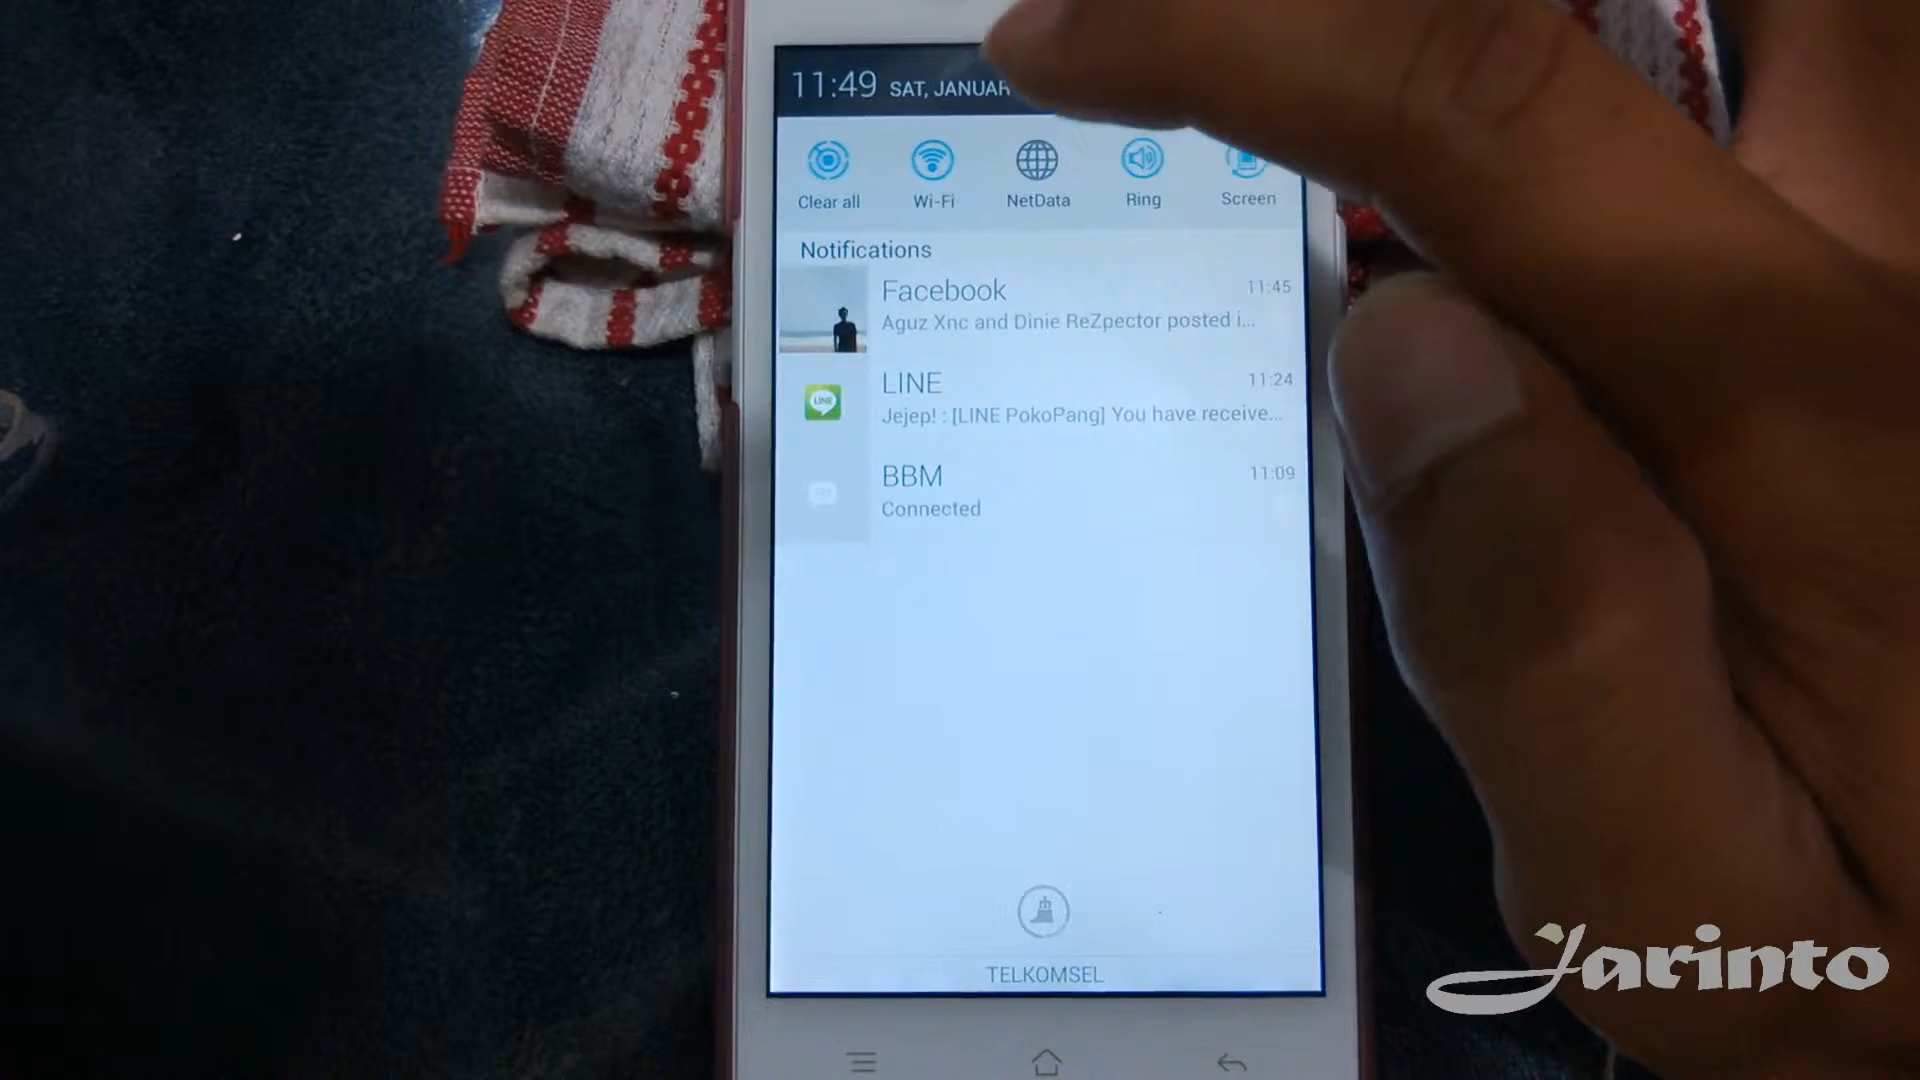 11:49 SAT, JANUAR
Clear all Wi-Fi NetData Ring Screen
Notifications
Facebook 11:45
Aguz Xnc and Dinie ReZpector posted i...
LINE 11:24
LINE
Jejep! : [LINE PokoPang] You have receive...
BBM 11:09
Connected
TELKOMSEL
Jarinto